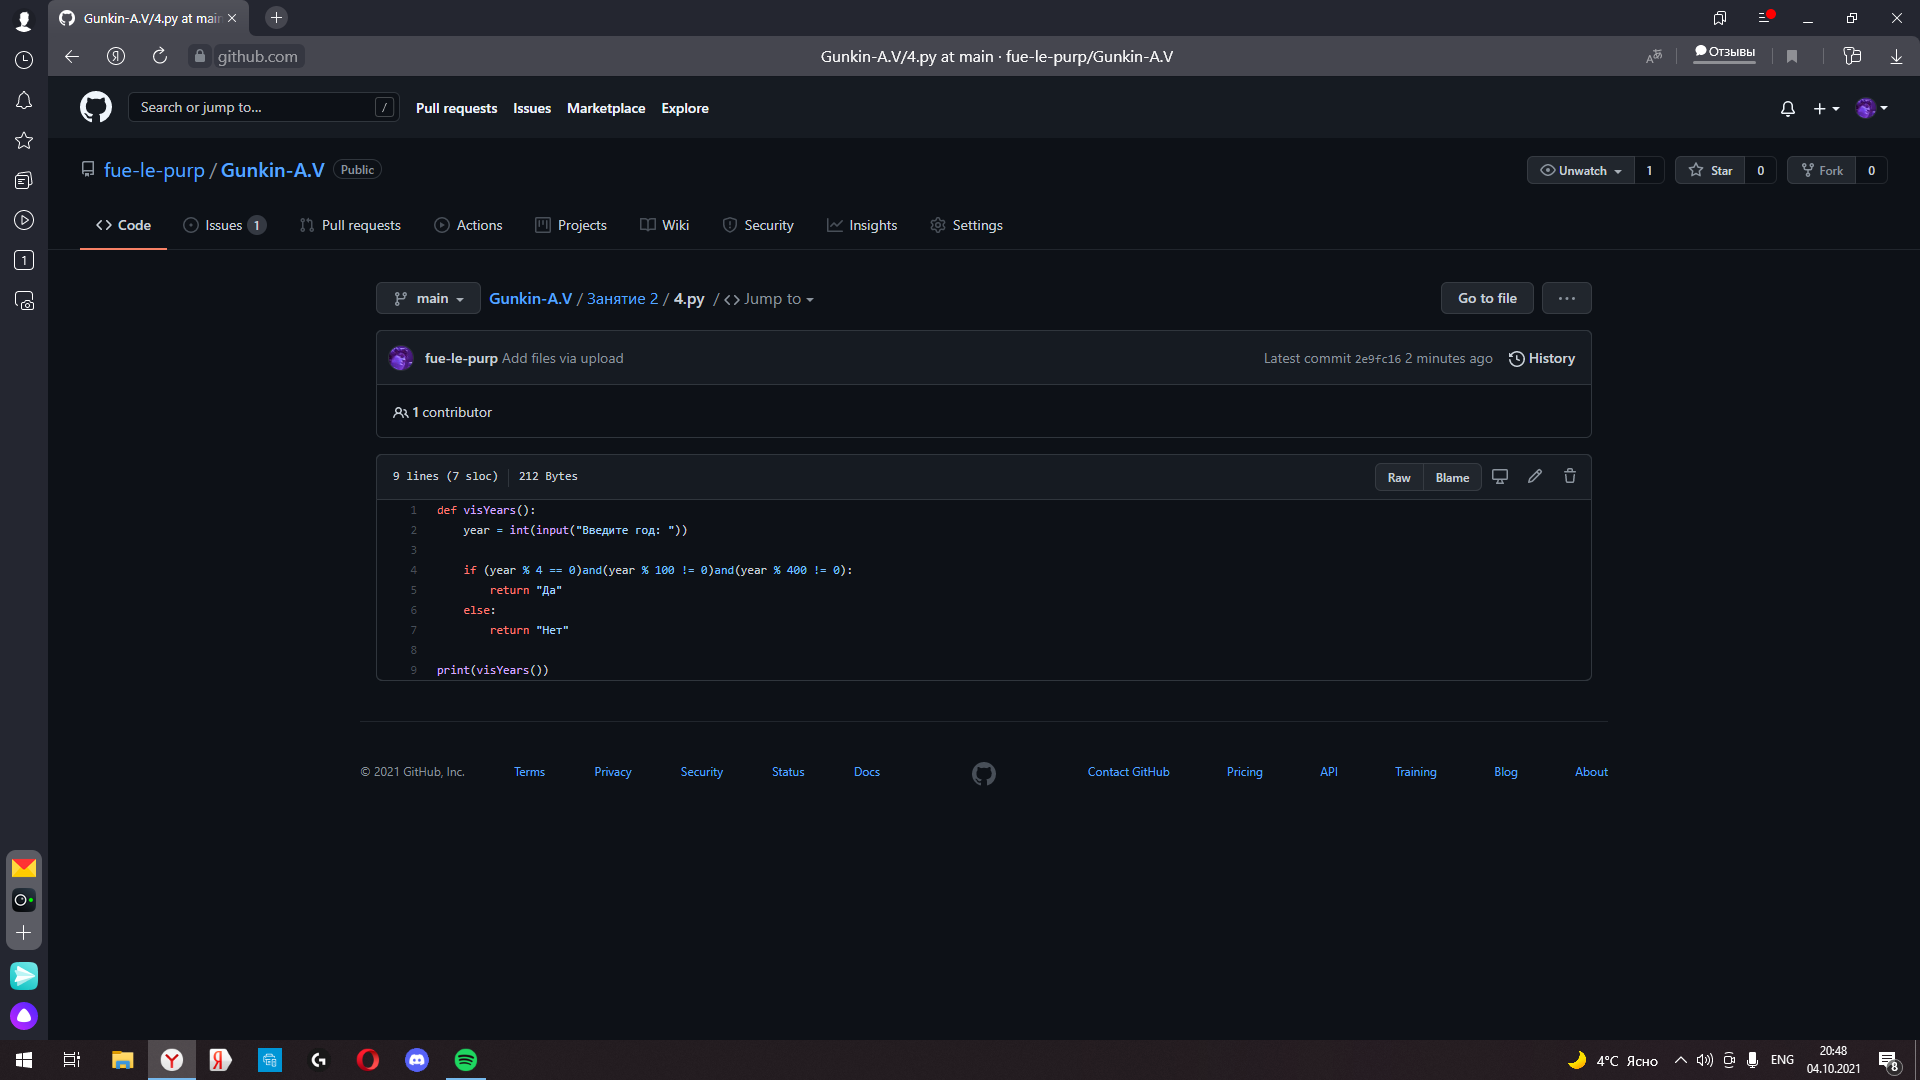 Gunkin-A.V/4.py at main
github.com
Gunkin-A.V/4.py at main · fue-le-purp/Gunkin-A.V
Отзывы
Search or jump to...
/
Pull requests
Issues
Marketplace
Explore
fue-le-purp / Gunkin-A.V
Public
Unwatch
1
Star
0
Fork
0
Code
Issues 1
Pull requests
Actions
Projects
Wiki
Security
Insights
Settings
1
main
Gunkin-A.V / Занятие 2 / 4.py / <> Jump to
Go to file
...
fue-le-purp Add files via upload
Latest commit 2e9fc16 2 minutes ago
History
1 contributor
9 lines (7 sloc)
212 Bytes
Raw
Blame
1 def visYears():
2 year = int(input("Введите год: "))
3
4 if (year % 4 == 0)and(year % 100 != 0)and(year % 400 != 0):
5 return "Да"
6 else:
7 return "Нет"
8
9 print(visYears())
© 2021 GitHub, Inc.
Terms
Privacy
Security
Status
Docs
Contact GitHub
Pricing
API
Training
Blog
About
4°C Ясно
ENG
20:48
04.10.2021
8